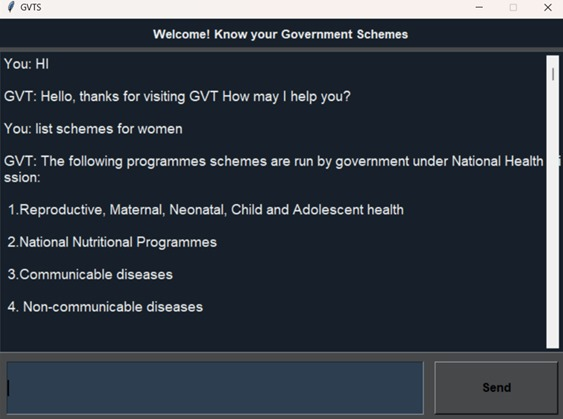 GVTS
Welcome! Know your Government Schemes
You: HI
GVT: Hello, thanks for visiting GVT How may I help you?
You: list schemes for women
GVT: The following programmes schemes are run by government under National Health i
ssion:
1.Reproductive, Maternal, Neonatal, Child and Adolescent health
2.National Nutritional Programmes
3.Communicable diseases
4. Non-communicable diseases
Send